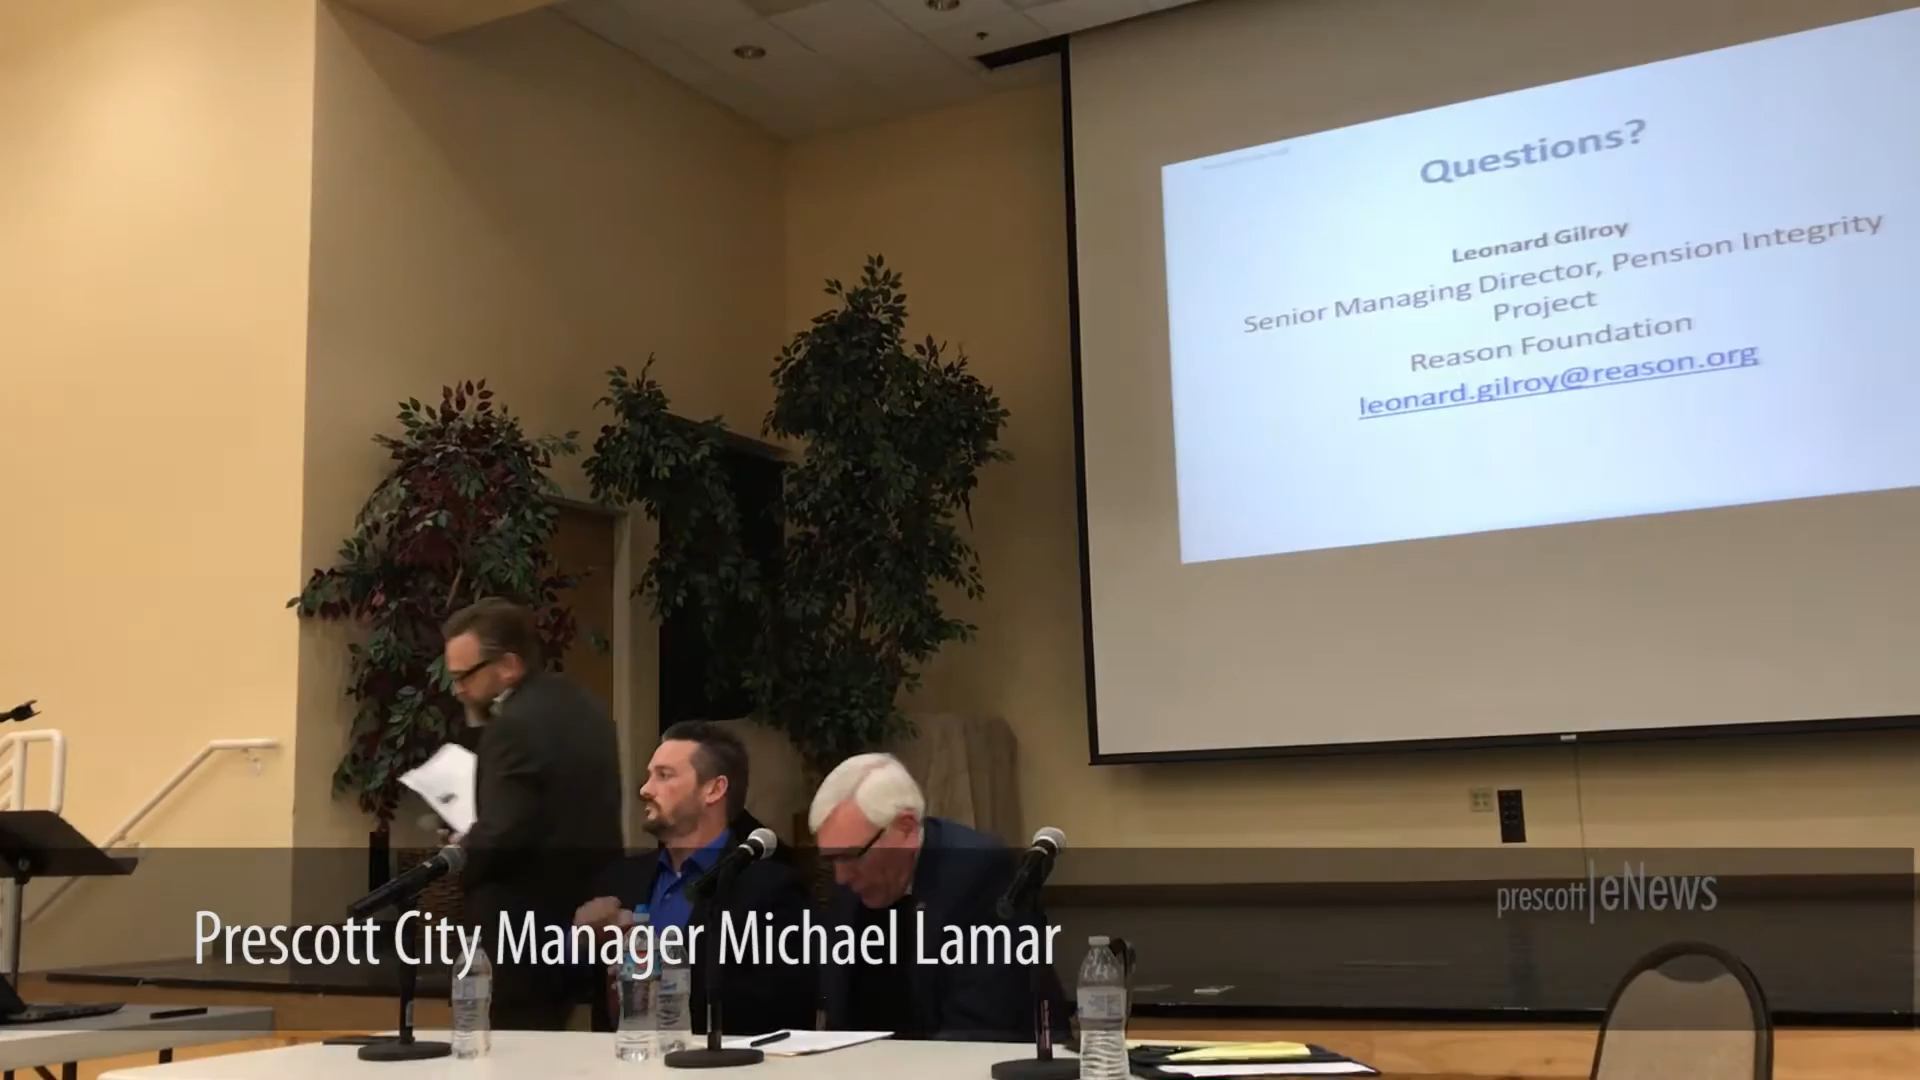 Questions?
Leonard Gilroy
Senior Managing Director, Pension Integrity
Project
Reason Foundation
leonard.gilroy@reason.org
prescott|eNews
Prescott City Manager Michael Lamar